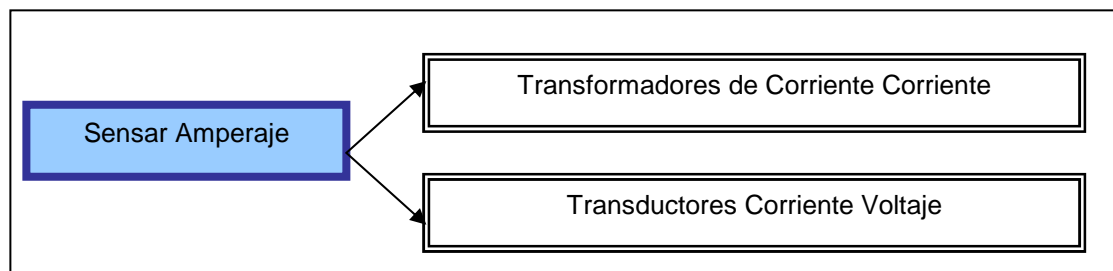 Sensar Amperaje
Transformadores de Corriente Corriente
Transductores Corriente Voltaje